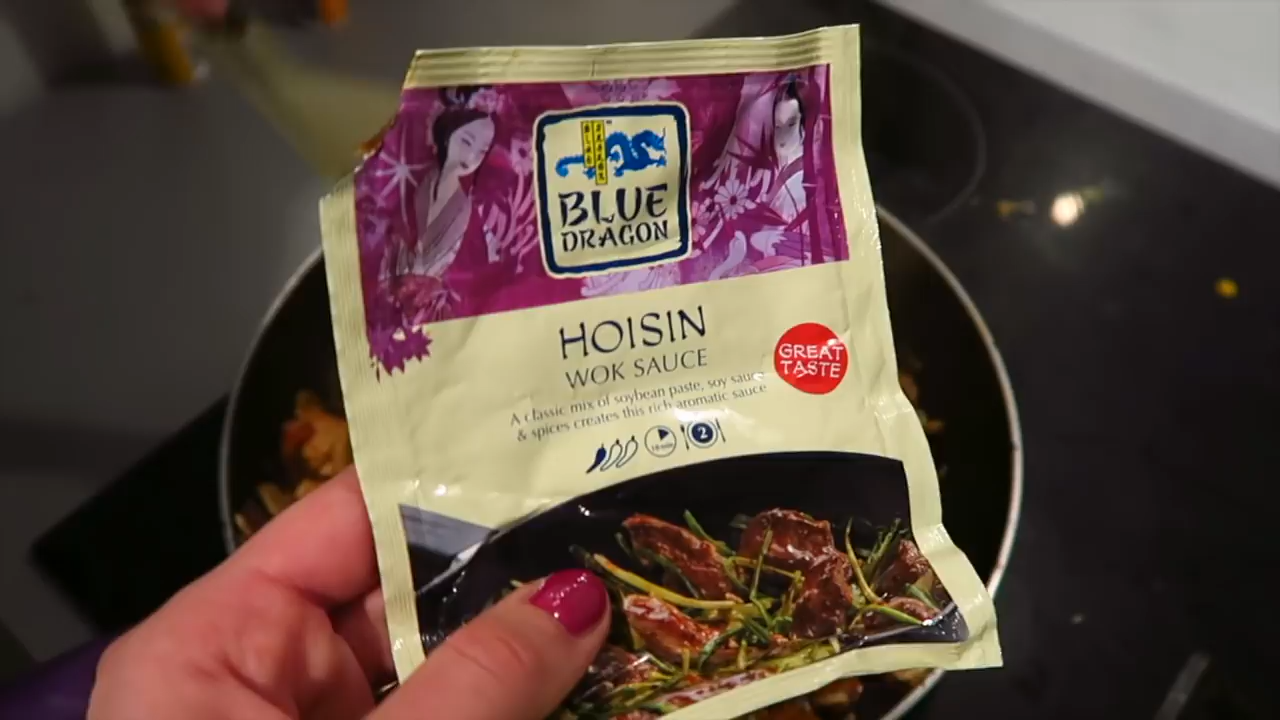 BLUE
DRAGON
HOISIN
WOK SAUCE
GREAT
TASTE
A classic mix of soybean paste, soy sauce
& spices creates this rich aromatic sauce
2